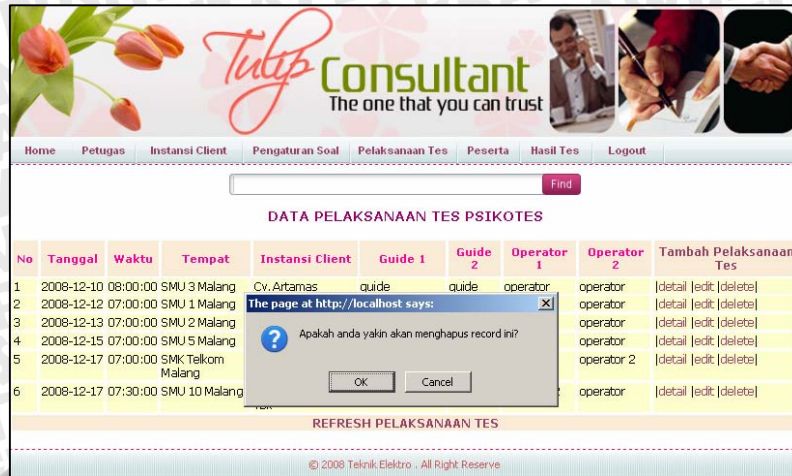 Tulip Consultant
The one that you can trust
Home Petugas Instansi Client Pengaturan Soal Pelaksanaan Tes Peserta Hasil Tes Logout
Find
DATA PELAKSANAAN TES PSIKOTES
No Tanggal Waktu Tempat Instansi Client Guide 1 Guide 2 Operator 1 Operator 2 Tambah Pelaksanaan Tes
1 2008-12-10 08:00:00 SMU 3 Malang Cv. Artamas guide guide operator operator |detail |edit |delete|
2 2008-12-12 07:00:00 SMU 1 Malang operator |detail |edit |delete|
3 2008-12-13 07:00:00 SMU 2 Malang operator |detail |edit |delete|
4 2008-12-15 07:00:00 SMU 5 Malang operator |detail |edit |delete|
5 2008-12-17 07:00:00 SMK Telkom Malang operator 2 |detail |edit |delete|
6 2008-12-17 07:30:00 SMU 10 Malang operator |detail |edit |delete|
The page at http://localhost says:
Apakah anda yakin akan menghapus record ini?
OK Cancel
REFRESH PELAKSANAAN TES
© 2008 Teknik Elektro . All Right Reserve